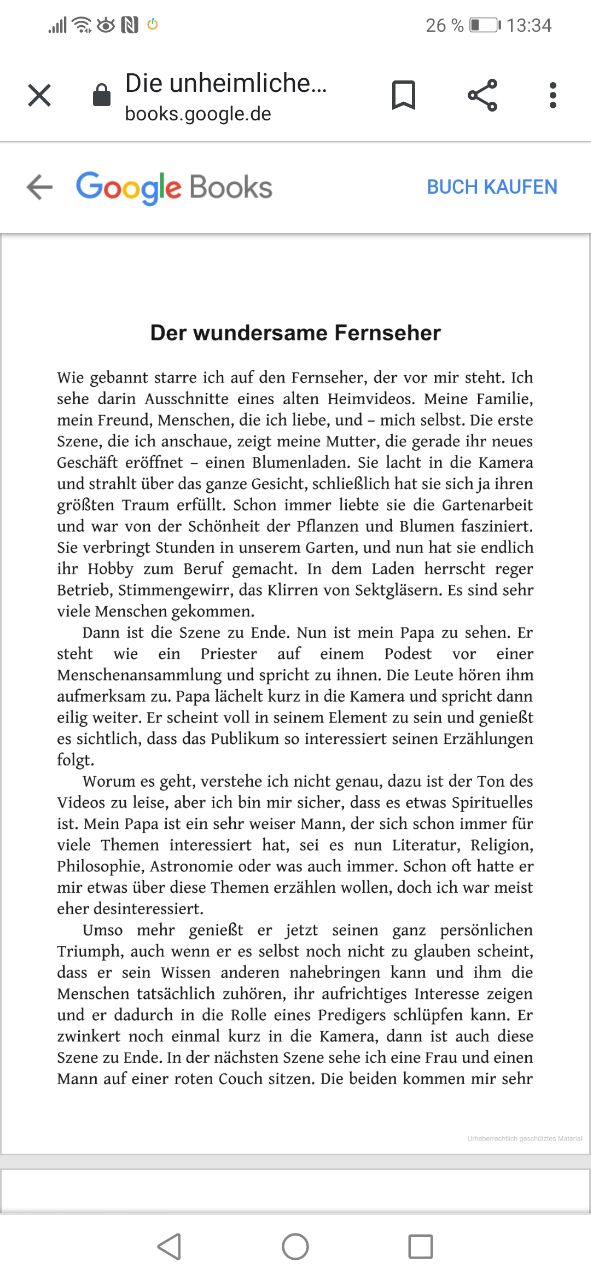 26 % 13:34
Die unheimliche...
books.google.de
Google Books
BUCH KAUFEN
Der wundersame Fernseher
Wie gebannt starre ich auf den Fernseher, der vor mir steht. Ich
sehe darin Ausschnitte eines alten Heimvideos. Meine Familie,
mein Freund, Menschen, die ich liebe, und – mich selbst. Die erste
Szene, die ich anschaue, zeigt meine Mutter, die gerade ihr neues
Geschäft eröffnet – einen Blumenladen. Sie lacht in die Kamera
und strahlt über das ganze Gesicht, schließlich hat sie sich ja ihren
größten Traum erfüllt. Schon immer liebte sie die Gartenarbeit
und war von der Schönheit der Pflanzen und Blumen fasziniert.
Sie verbringt Stunden in unserem Garten, und nun hat sie endlich
ihr Hobby zum Beruf gemacht. In dem Laden herrscht reger
Betrieb, Stimmengewirr, das Klirren von Sektgläsern. Es sind sehr
viele Menschen gekommen.
Dann ist die Szene zu Ende. Nun ist mein Papa zu sehen. Er
steht wie ein Priester auf einem Podest vor einer
Menschenansammlung und spricht zu ihnen. Die Leute hören ihm
aufmerksam zu. Papa lächelt kurz in die Kamera und spricht dann
eilig weiter. Er scheint voll in seinem Element zu sein und genießt
es sichtlich, dass das Publikum so interessiert seinen Erzählungen
folgt.
Worum es geht, verstehe ich nicht genau, dazu ist der Ton des
Videos zu leise, aber ich bin mir sicher, dass es etwas Spirituelles
ist. Mein Papa ist ein sehr weiser Mann, der sich schon immer für
viele Themen interessiert hat, sei es nun Literatur, Religion,
Philosophie, Astronomie oder was auch immer. Schon oft hatte er
mir etwas über diese Themen erzählen wollen, doch ich war meist
eher desinteressiert.
Umso mehr genießt er jetzt seinen ganz persönlichen
Triumph, auch wenn er es selbst noch nicht zu glauben scheint,
dass er sein Wissen anderen nahebringen kann und ihm die
Menschen tatsächlich zuhören, ihr aufrichtiges Interesse zeigen
und er dadurch in die Rolle eines Predigers schlüpfen kann. Er
zwinkert noch einmal kurz in die Kamera, dann ist auch diese
Szene zu Ende. In der nächsten Szene sehe ich eine Frau und einen
Mann auf einer roten Couch sitzen. Die beiden kommen mir sehr
Urheberrechtlich geschütztes Material